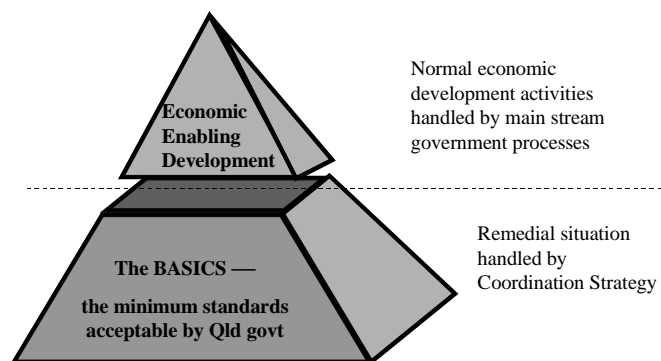 Economic
Enabling
Development
Normal economic
development activities
handled by main stream
government processes
The BASICS —
the minimum standards
acceptable by Qld govt
Remedial situation
handled by
Coordination Strategy